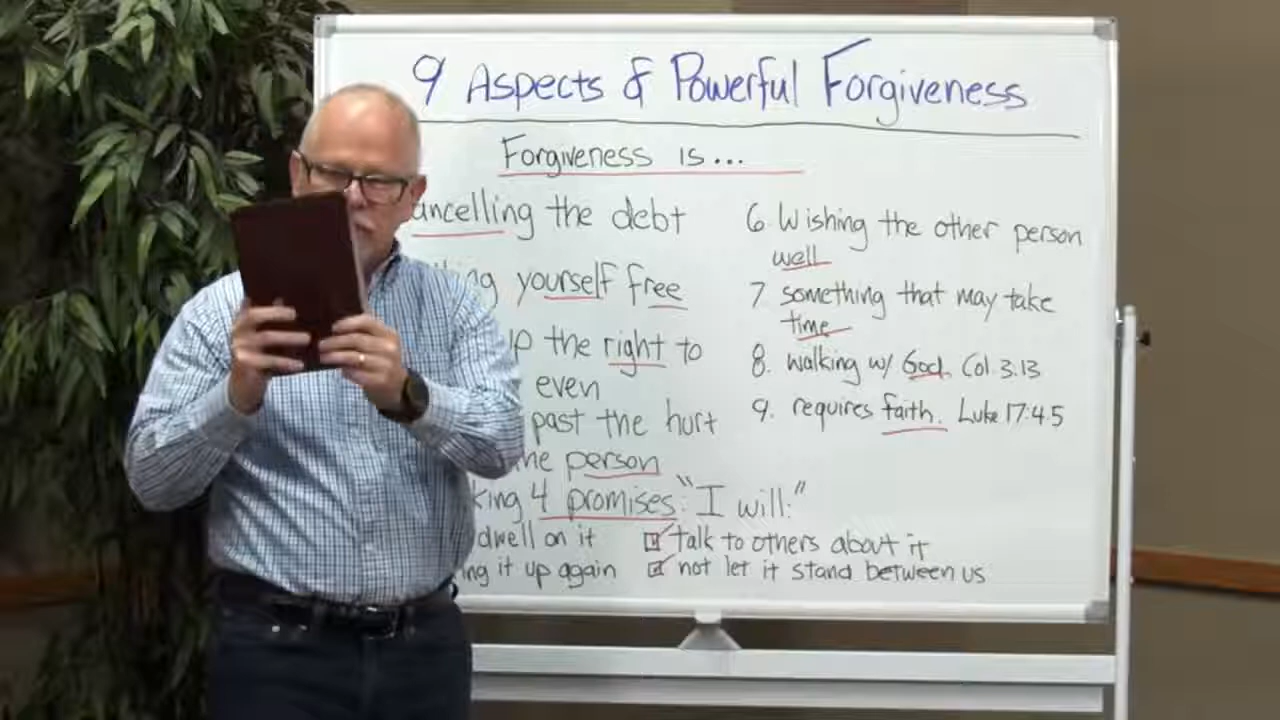 9 Aspects of Powerful Forgiveness
Forgiveness is...
ancelling the debt
yourself free
the right to
even
past the hurt
person
4 promises: "I will:"
dwell on it
talk to others about it
it up again
not let it stand between us
6. Wishing the other person
well
7 something that may take
time
8. walking w/ God Col. 3:13
9. requires faith. Luke 17:4.5